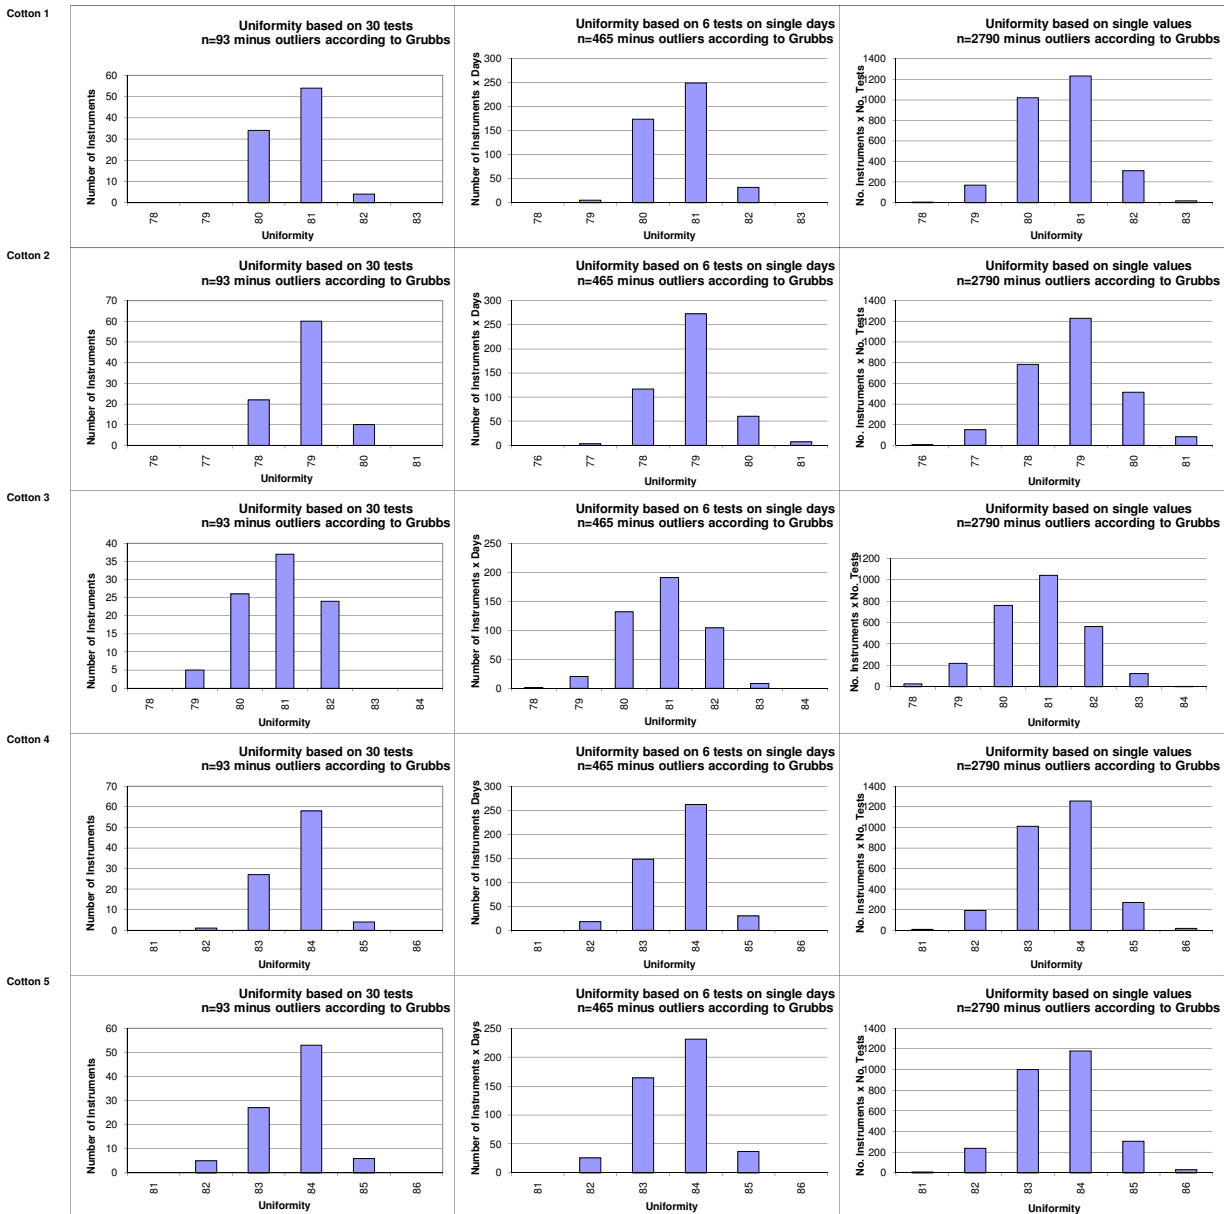 Cotton 1
Uniformity based on 30 tests
n=93 minus outliers according to Grubbs
Number of Instruments
60
50
40
30
20
10
0
78 79 80 81 82 83
Uniformity
Uniformity based on 6 tests on single days
n=465 minus outliers according to Grubbs
Number of Instruments x Days
300
250
200
150
100
50
0
78 79 80 81 82 83
Uniformity
Uniformity based on single values
n=2790 minus outliers according to Grubbs
No. Instruments x No. Tests
1400
1200
1000
800
600
400
200
0
78 79 80 81 82 83
Uniformity
Cotton 2
Uniformity based on 30 tests
n=93 minus outliers according to Grubbs
Number of Instruments
70
60
50
40
30
20
10
0
76 77 78 79 80 81
Uniformity
Uniformity based on 6 tests on single days
n=465 minus outliers according to Grubbs
Number of Instruments x Days
300
250
200
150
100
50
0
76 77 78 79 80 81
Uniformity
Uniformity based on single values
n=2790 minus outliers according to Grubbs
No. Instruments x No. Tests
1400
1200
1000
800
600
400
200
0
76 77 78 79 80 81
Uniformity
Cotton 3
Uniformity based on 30 tests
n=93 minus outliers according to Grubbs
Number of Instruments
40
35
30
25
20
15
10
5
0
78 79 80 81 82 83 84
Uniformity
Uniformity based on 6 tests on single days
n=465 minus outliers according to Grubbs
Number of Instruments x Days
250
200
150
100
50
0
78 79 80 81 82 83 84
Uniformity
Uniformity based on single values
n=2790 minus outliers according to Grubbs
No. Instruments x No. Tests
1200
1000
800
600
400
200
0
78 79 80 81 82 83 84
Uniformity
Cotton 4
Uniformity based on 30 tests
n=93 minus outliers according to Grubbs
Number of Instruments
70
60
50
40
30
20
10
0
81 82 83 84 85 86
Uniformity
Uniformity based on 6 tests on single days
n=465 minus outliers according to Grubbs
Number of Instruments Days
300
250
200
150
100
50
0
81 82 83 84 85 86
Uniformity
Uniformity based on single values
n=2790 minus outliers according to Grubbs
No. Instruments x No. Tests
1400
1200
1000
800
600
400
200
0
81 82 83 84 85 86
Uniformity
Cotton 5
Uniformity based on 30 tests
n=93 minus outliers according to Grubbs
Number of Instruments
60
50
40
30
20
10
0
81 82 83 84 85 86
Uniformity
Uniformity based on 6 tests on single days
n=465 minus outliers according to Grubbs
Number of Instruments x Days
250
200
150
100
50
0
81 82 83 84 85 86
Uniformity
Uniformity based on single values
n=2790 minus outliers according to Grubbs
No. Instruments x No. Tests
1400
1200
1000
800
600
400
200
0
81 82 83 84 85 86
Uniformity